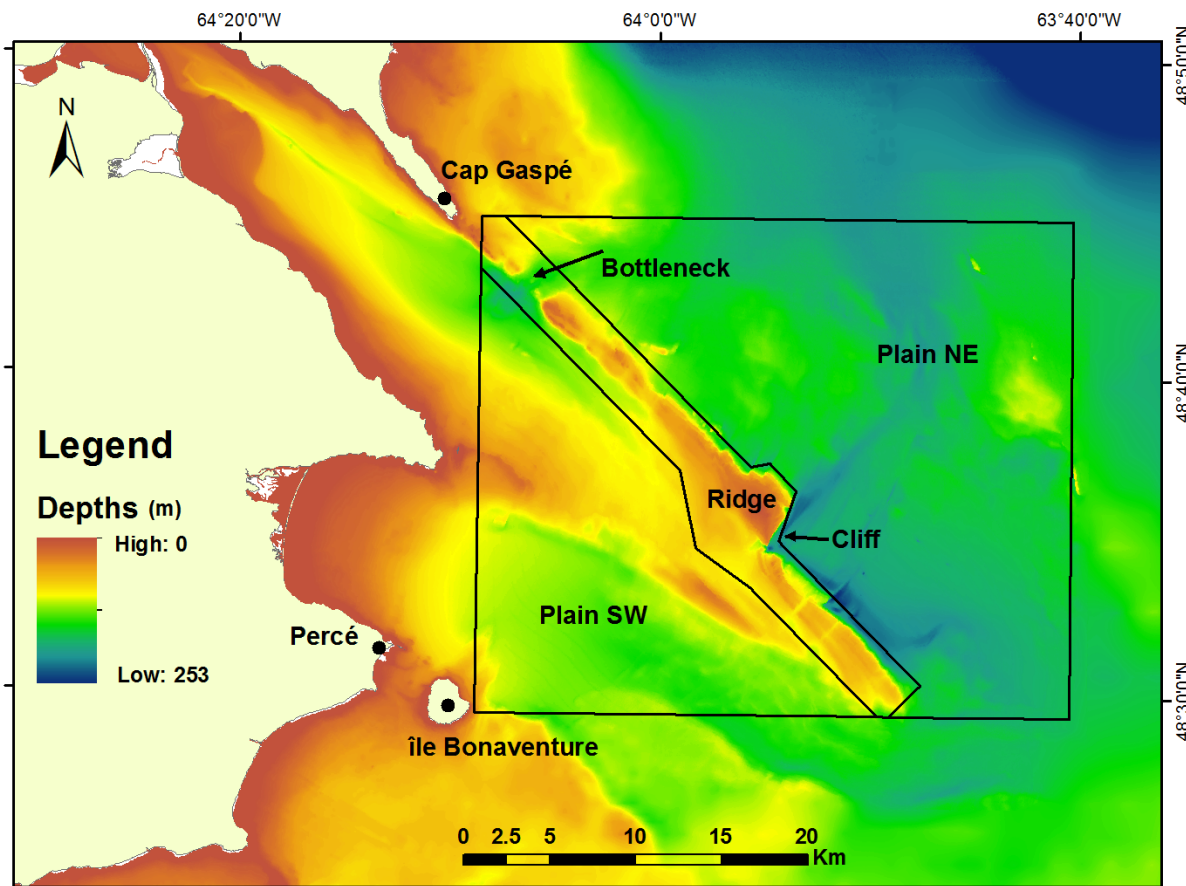 64°20'0"W
64°00'0"W
63°40'0"W
48°50'0"N
N
Cap Gaspé
Bottleneck
Plain NE
48°40'0"N
Legend
Depths (m)
High: 0
Low: 253
Ridge
Cliff
Plain SW
Percé
48°30'0"N
île Bonaventure
0 2.5 5 10 15 20
Km